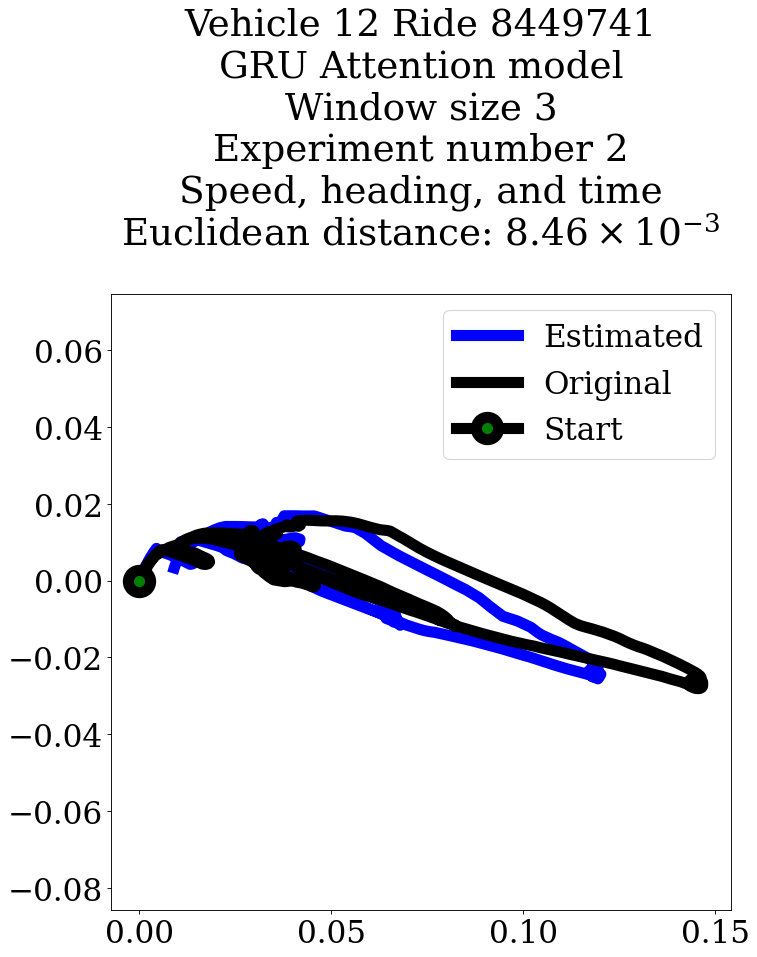 Vehicle 12 Ride 8449741
GRU Attention model
Window size 3
Experiment number 2
Speed, heading, and time
Euclidean distance: 8.46 × 10⁻³
Estimated
Original
Start
0.06
0.04
0.02
0.00
−0.02
−0.04
−0.06
−0.08
0.00 0.05 0.10 0.15